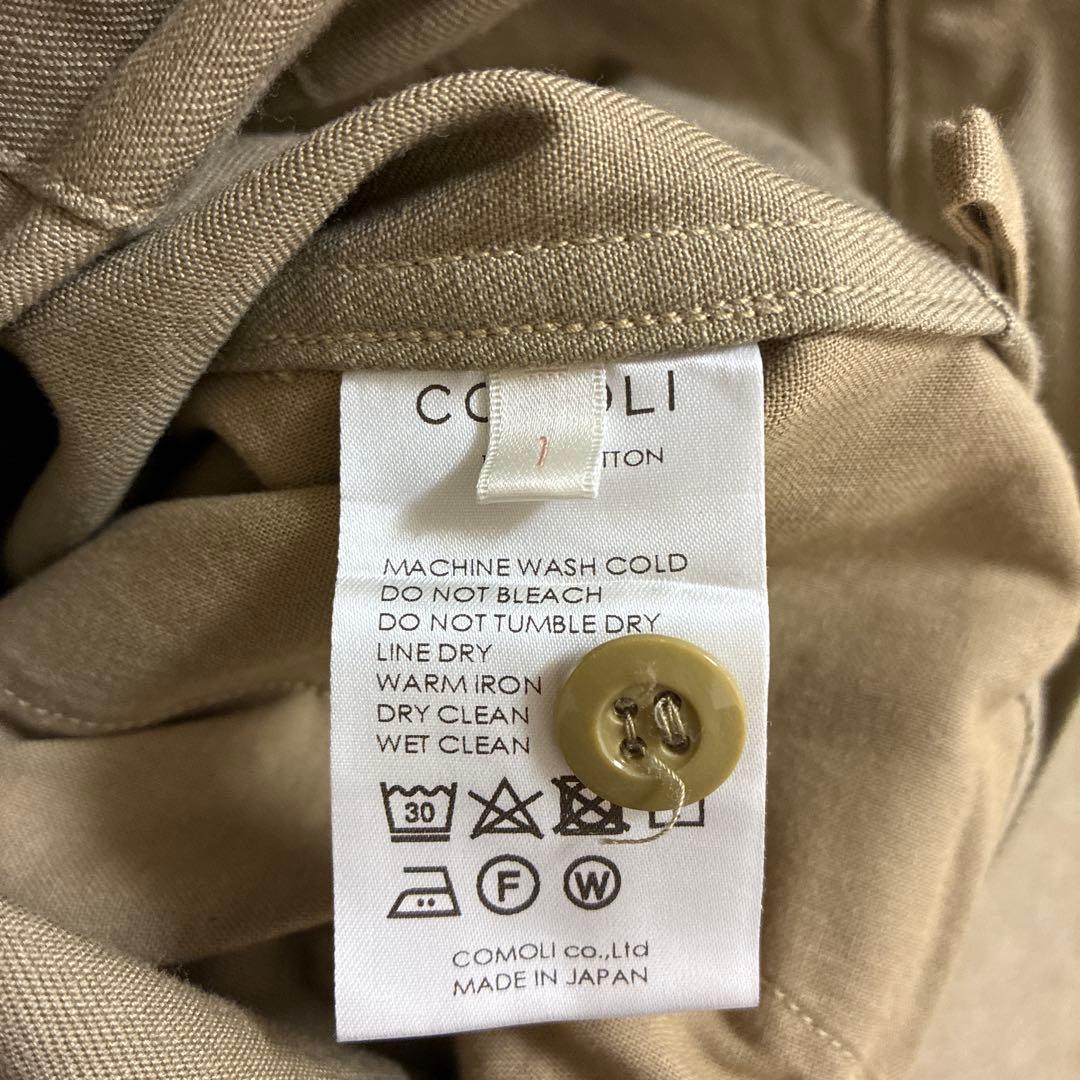 COMOLI
1
MACHINE WASH COLD
DO NOT BLEACH
DO NOT TUMBLE DRY
LINE DRY
WARM IRON
DRY CLEAN
WET CLEAN
30
F
W
COMOLI co.,Ltd
MADE IN JAPAN